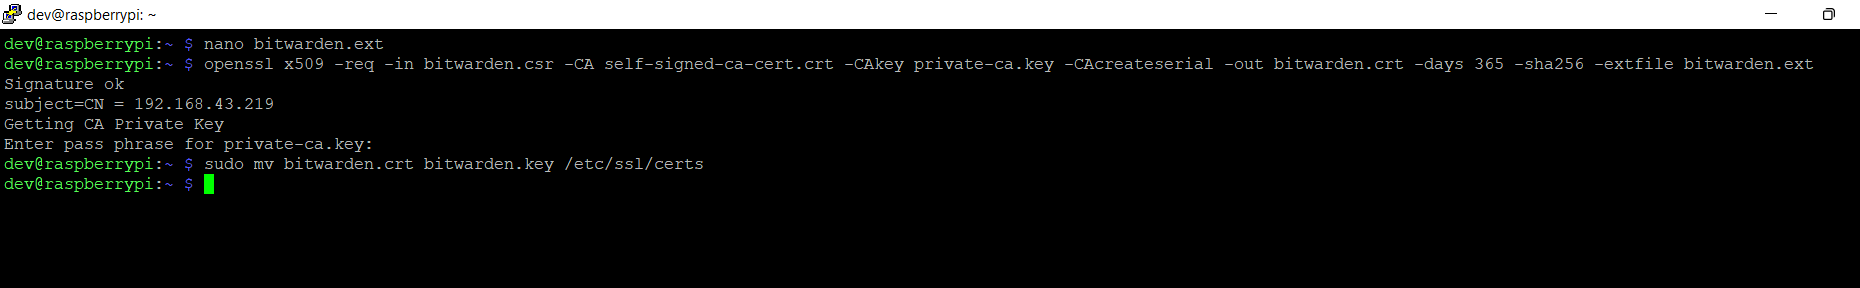 dev@raspberrypi: ~
dev@raspberrypi:~ $ nano bitwarden.ext
dev@raspberrypi:~ $ openssl x509 -req -in bitwarden.csr -CA self-signed-ca-cert.crt -CAkey private-ca.key -CAcreateserial -out bitwarden.crt -days 365 -sha256 -extfile bitwarden.ext
Signature ok
subject=CN = 192.168.43.219
Getting CA Private Key
Enter pass phrase for private-ca.key:
dev@raspberrypi:~ $ sudo mv bitwarden.crt bitwarden.key /etc/ssl/certs
dev@raspberrypi:~ $